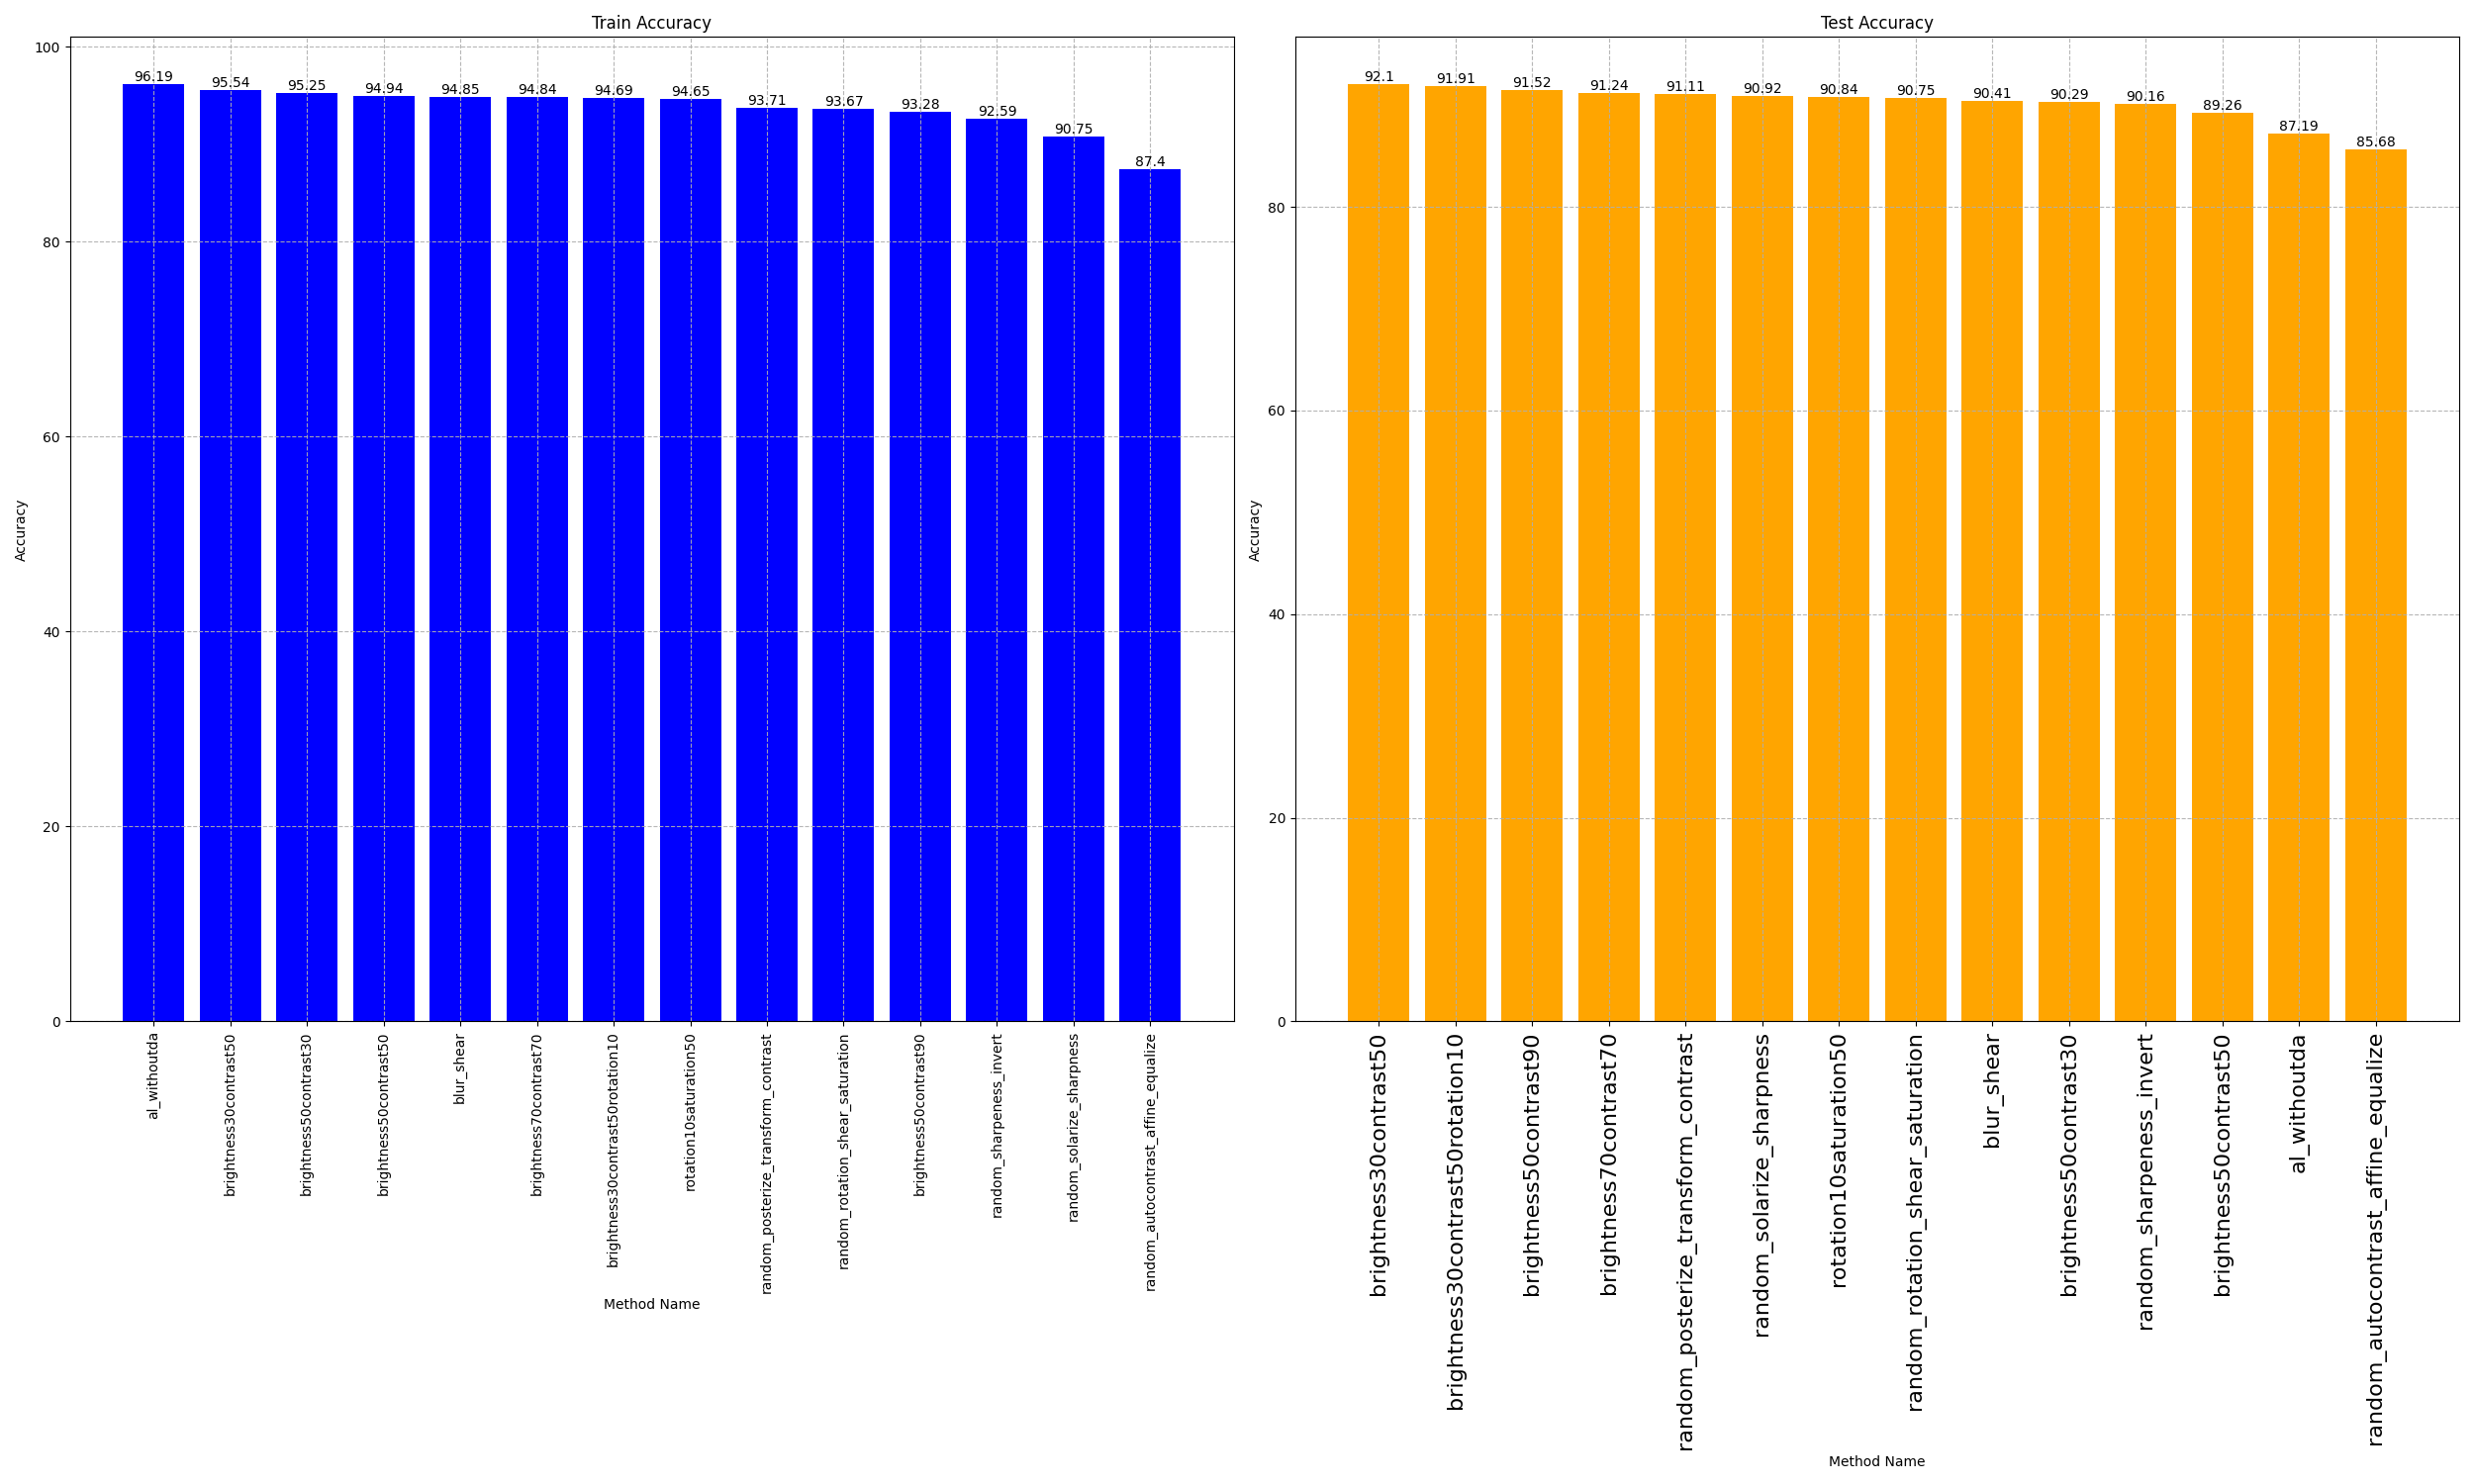 Train Accuracy
100
80
60
40
20
0
Accuracy
96.19
95.54
95.25
94.94
94.85
94.84
94.69
94.65
93.71
93.67
93.28
92.59
90.75
87.4
al_withoutda
brightness30contrast50
brightness50contrast30
brightness50contrast50
blur_shear
brightness70contrast70
brightness30contrast50rotation10
rotation10saturation50
random_posterize_transform_contrast
random_rotation_shear_saturation
brightness50contrast90
random_sharpeness_invert
random_solarize_sharpness
random_autocontrast_affine_equalize
Method Name
Test Accuracy
80
60
40
20
0
Accuracy
92.1
91.91
91.52
91.24
91.11
90.92
90.84
90.75
90.41
90.29
90.16
89.26
87.19
85.68
brightness30contrast50
brightness30contrast50rotation10
brightness50contrast90
brightness70contrast70
random_posterize_transform_contrast
random_solarize_sharpness
rotation10saturation50
random_rotation_shear_saturation
blur_shear
brightness50contrast30
random_sharpeness_invert
brightness50contrast50
al_withoutda
random_autocontrast_affine_equalize
Method Name